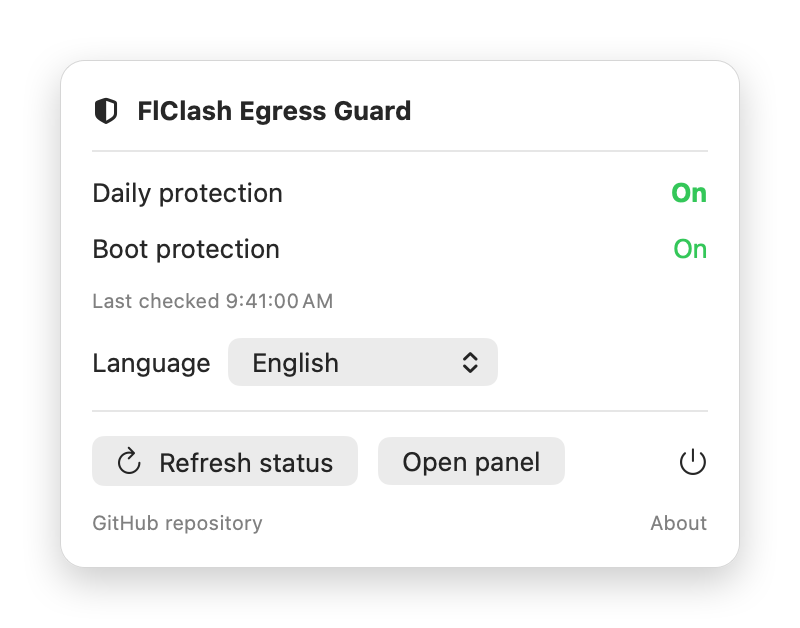 FlClash Egress Guard
Daily protection On
Boot protection On
Last checked 9:41:00 AM
Language English
Refresh status Open panel
GitHub repository About